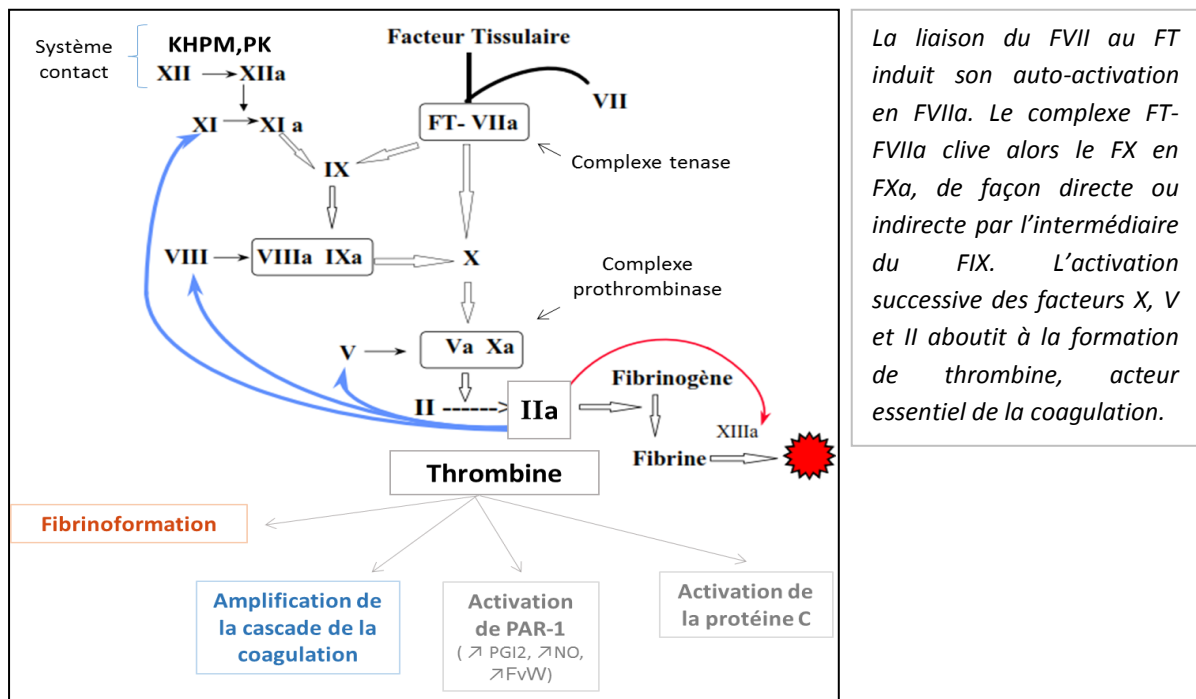 Système
contact
KHPM,PK
XII
XIIa
XI
XI a
Facteur Tissulaire
VII
FT- VIIa
Complexe tenase
IX
VIII
VIIIa IXa
X
Complexe
prothrombinase
V
Va Xa
II ------>
IIa
Fibrinogène
XIIIa
Fibrine
Thrombine
Fibrinoformation
Amplification de
la cascade de la
coagulation
Activation
de PAR-1
( ↗ PGI2, ↗NO,
↗FvW)
Activation de
la protéine C
La liaison du FVII au FT
induit son auto-activation
en FVIIa. Le complexe FT-
FVIIa clive alors le FX en
FXa, de façon directe ou
indirecte par l’intermédiaire
du FIX. L’activation
successive des facteurs X, V
et II aboutit à la formation
de thrombine, acteur
essentiel de la coagulation.